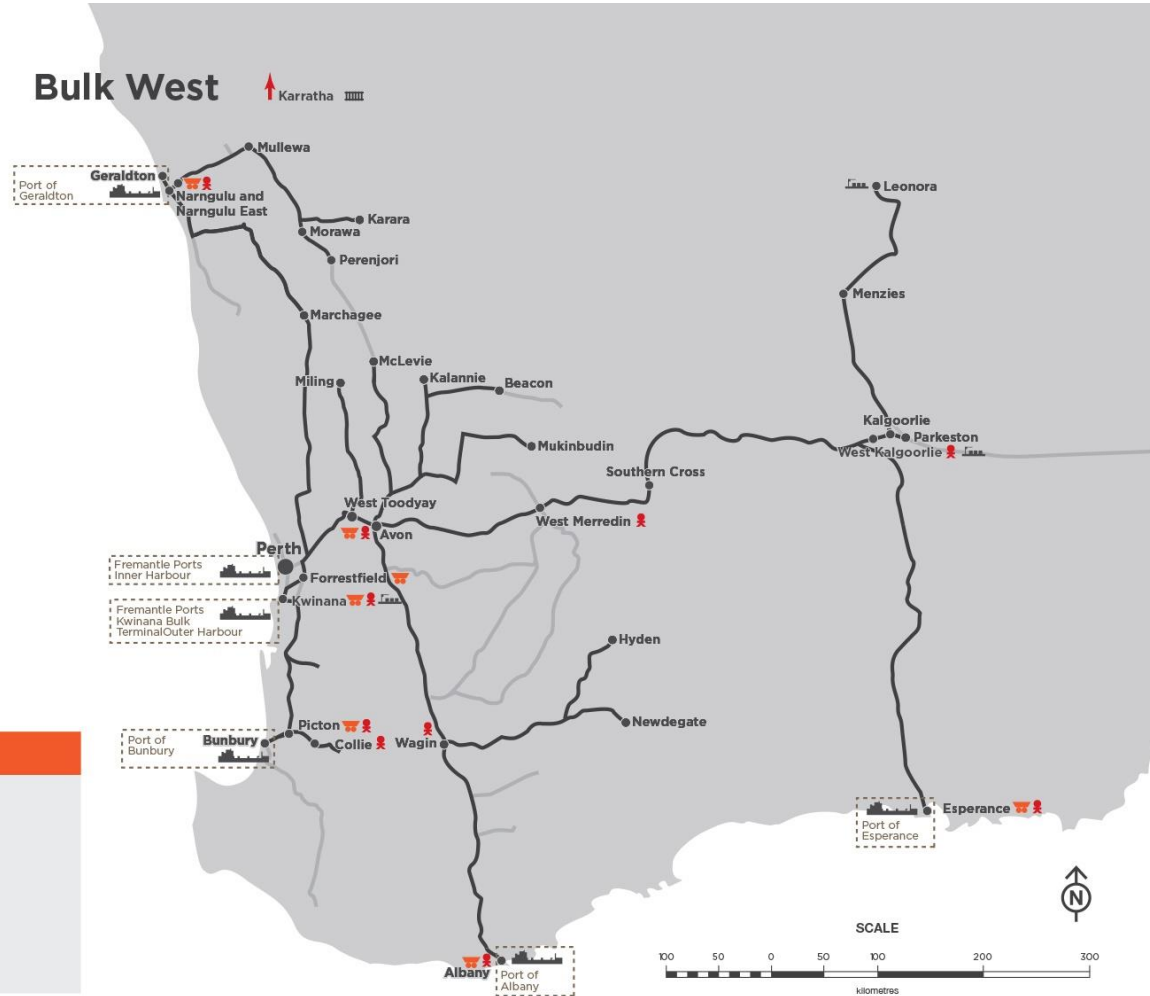 Bulk West
Karratha
Mullewa
Port of
Geraldton
Geraldton
Narngulu and
Narngulu East
Leonora
Karara
Morawa
Perenjori
Menzies
Marchagee
McLevie
Miling
Kalannie
Beacon
Kalgoorlie
Parkeston
West Kalgoorlie
Mukinbudin
Southern Cross
West Toodyay
West Merredin
Avon
Perth
Fremantle Ports
Inner Harbour
Forrestfield
Kwinana
Fremantle Ports
Kwinana Bulk
TerminalOuter Harbour
Hyden
Newdegate
Picton
Port of
Bunbury
Bunbury
Collie
Wagin
Esperance
Port of
Esperance
N
SCALE
Albany
Port of
Albany
100 50 0 50 100 200 300
kilometres